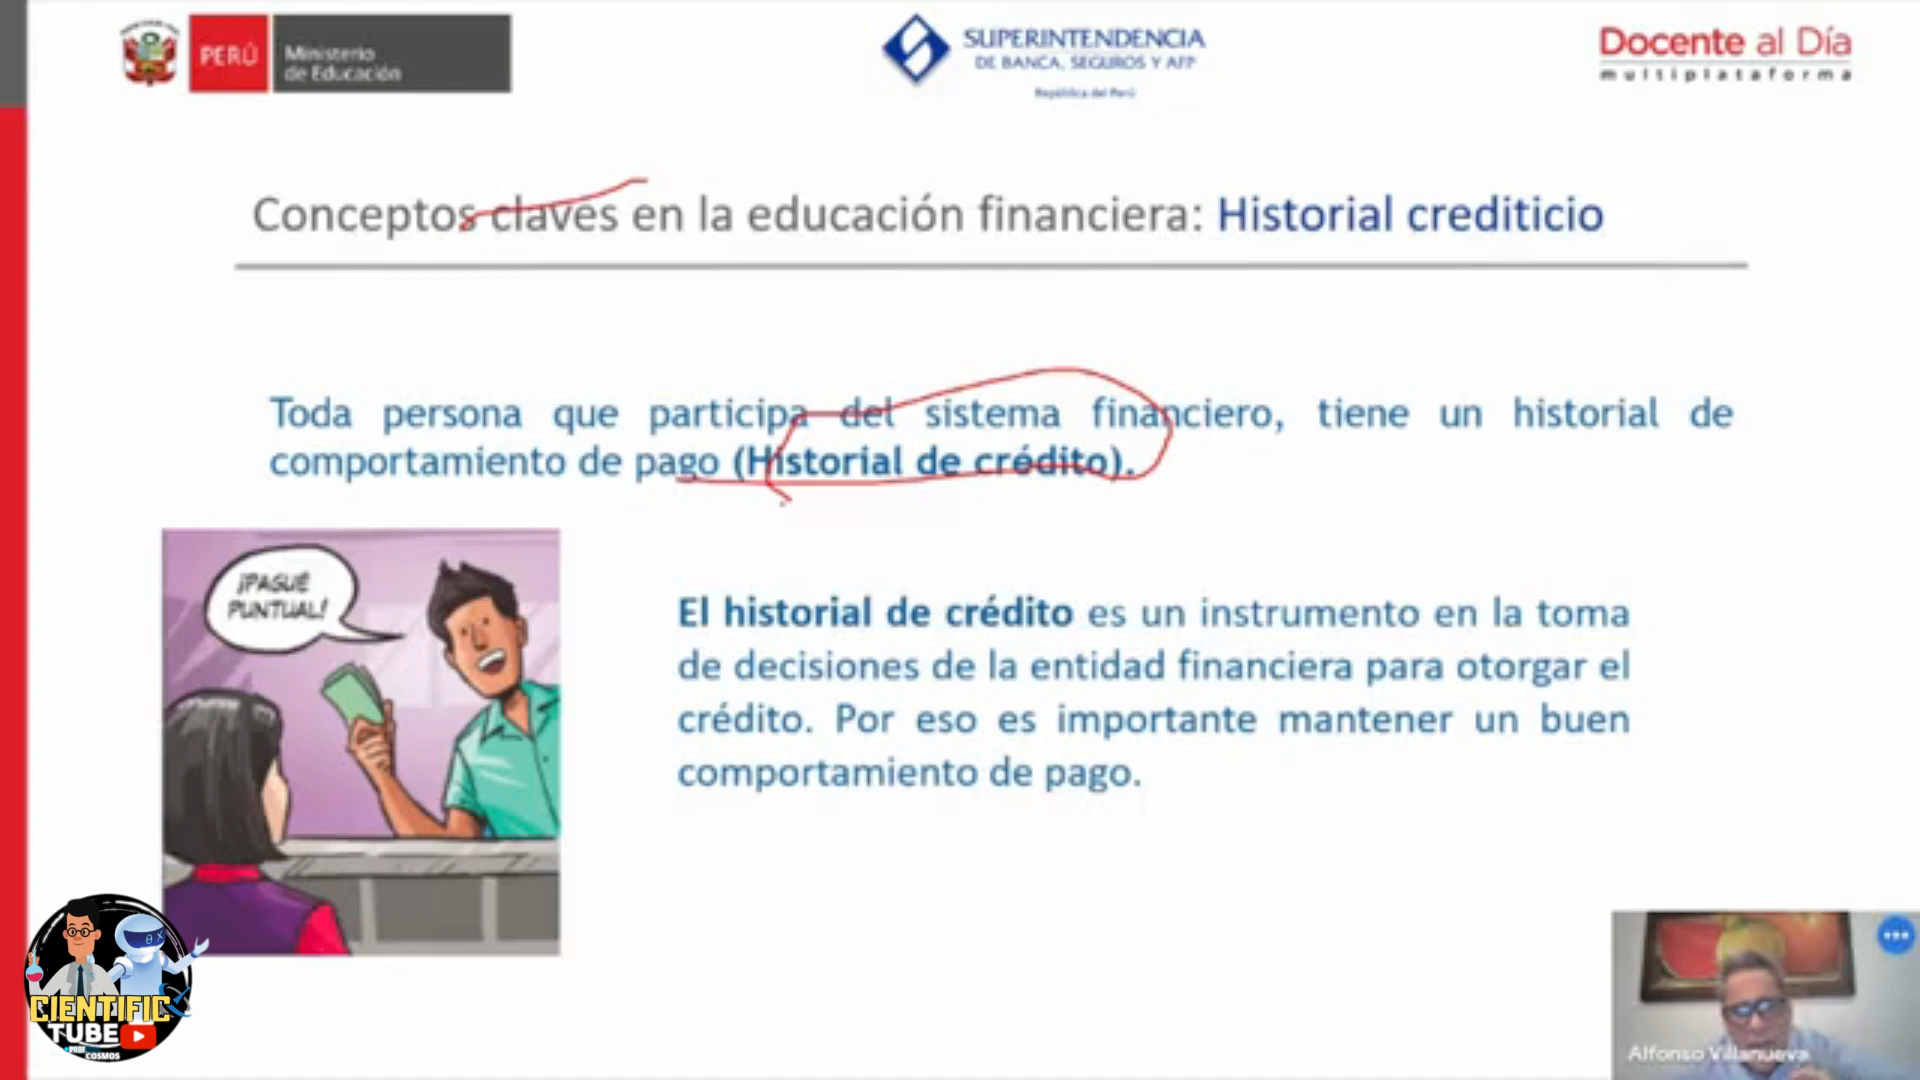 PERÚ
Ministerio
de Educación
SUPERINTENDENCIA
DE BANCA, SEGUROS Y AFP
República del Perú
Docente al Día
multiplataforma
Conceptos claves en la educación financiera: Historial crediticio
Toda persona que participa del sistema financiero, tiene un historial de
comportamiento de pago (Historial de crédito).
¡PAGUÉ
PUNTUAL!
El historial de crédito es un instrumento en la toma
de decisiones de la entidad financiera para otorgar el
crédito. Por eso es importante mantener un buen
comportamiento de pago.
CIENTIFIC
TUBE
PROF
COSMOS
Alfonso Villanueva